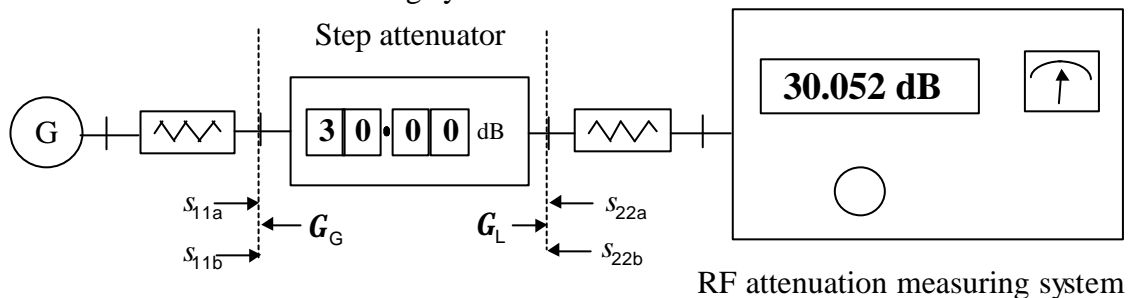 Step attenuator
30.052 dB
G
3 0 . 0 0 dB
s11a
GG
GL
s22a
s11b
s22b
RF attenuation measuring system